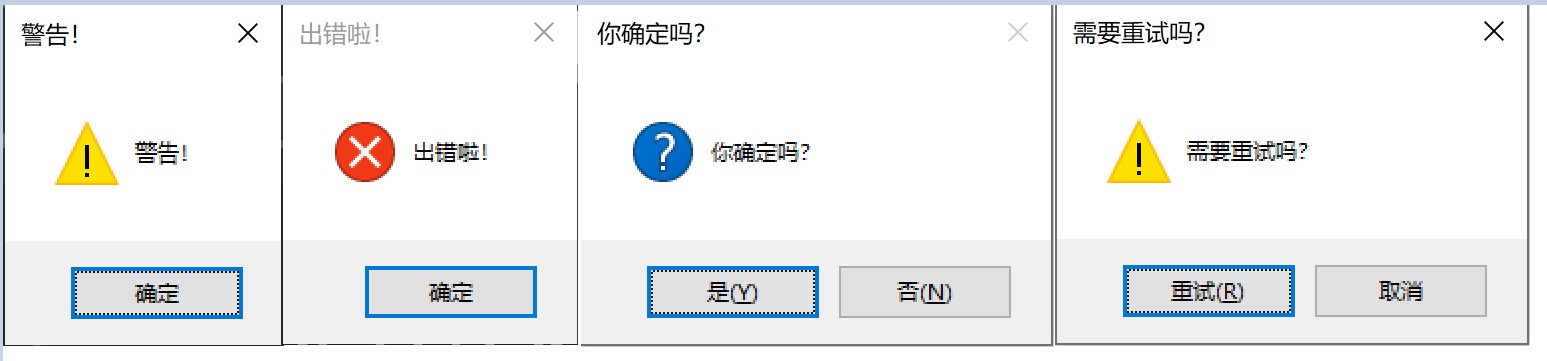 警告!
警告!
确定
出错啦!
出错啦!
确定
你确定吗?
你确定吗?
是(Y)
否(N)
需要重试吗?
需要重试吗?
重试(R)
取消